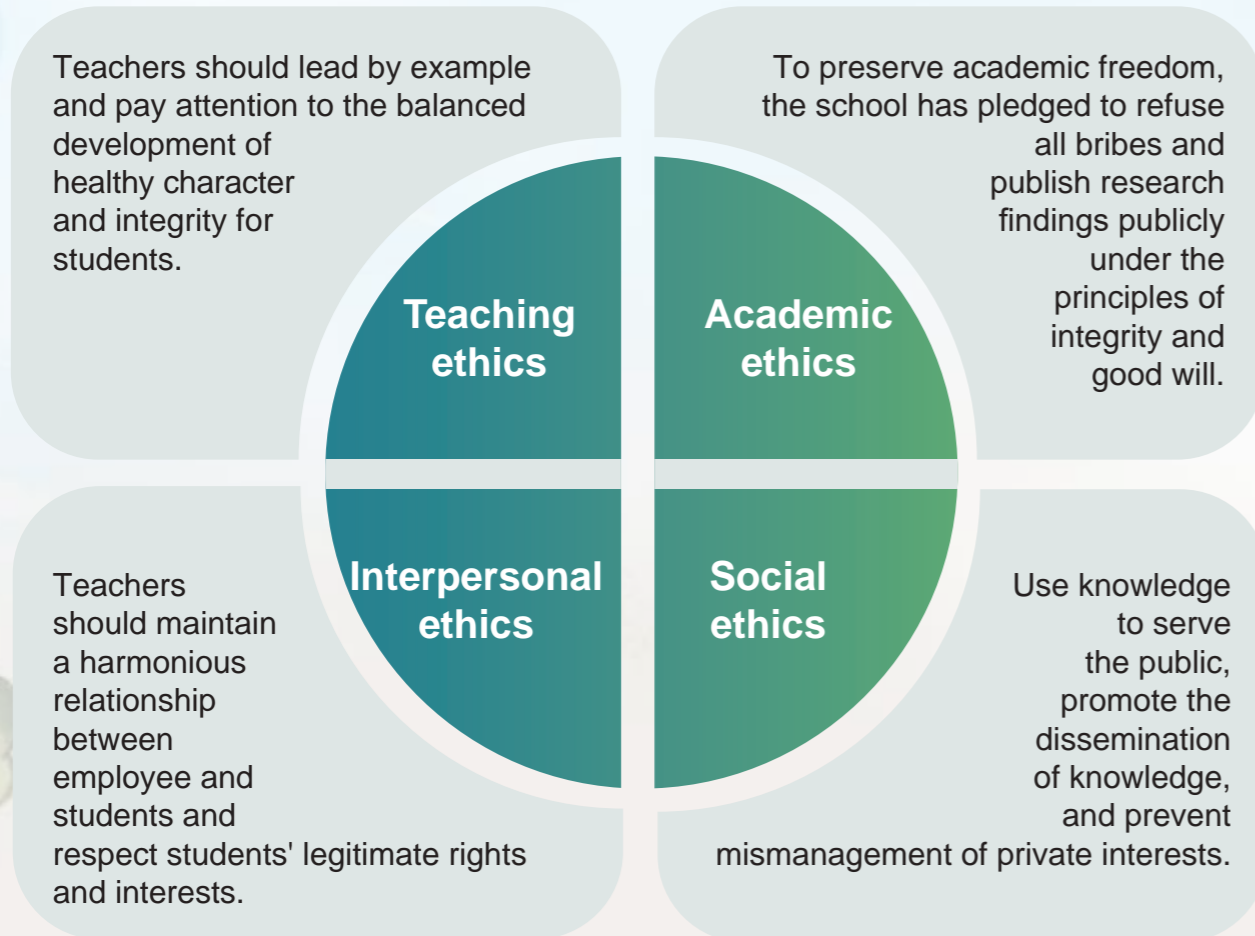 Teachers should lead by example
and pay attention to the balanced
development of
healthy character
and integrity for
students.
Teaching
ethics
To preserve academic freedom,
the school has pledged to refuse
all bribes and
publish research
findings publicly
under the
principles of
integrity and
good will.
Academic
ethics
Teachers
should maintain
a harmonious
relationship
between
employee and
students and
respect students' legitimate rights
and interests.
Interpersonal
ethics
Social
ethics
Use knowledge
to serve
the public,
promote the
dissemination
of knowledge,
and prevent
mismanagement of private interests.